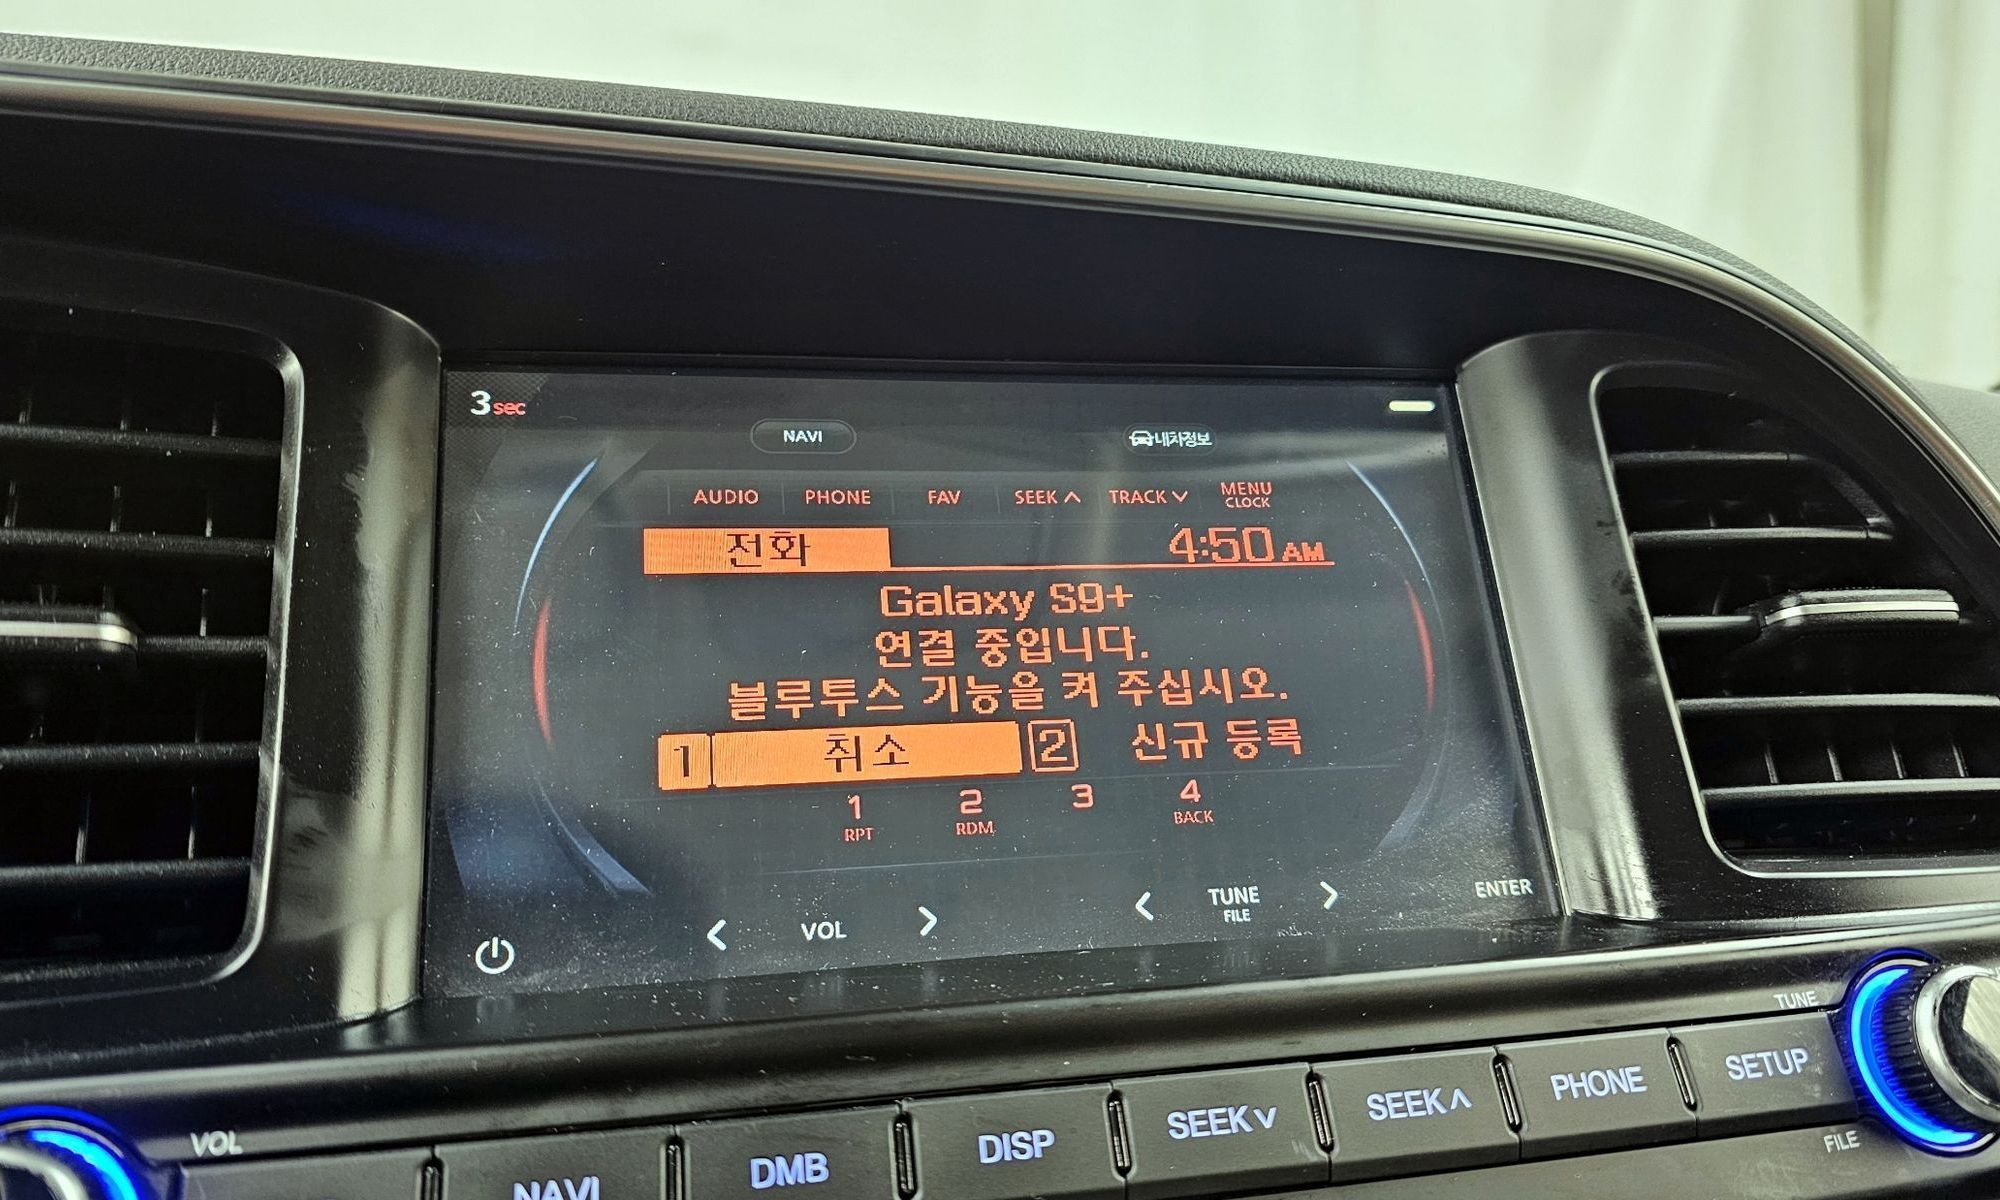 3sec
NAVI 내차정보
AUDIO PHONE FAV SEEK ∧ TRACK ∨ MENU CLOCK
전화 4:50 AM
Galaxy S9+
연결 중입니다.
블루투스 기능을 켜 주십시오.
1 취소 2 신규 등록
1 RPT 2 RDM 3 4 BACK
< VOL > < TUNE FILE > ENTER
TUNE
VOL NAVI DMB DISP SEEK∨ SEEK∧ PHONE SETUP
FILE